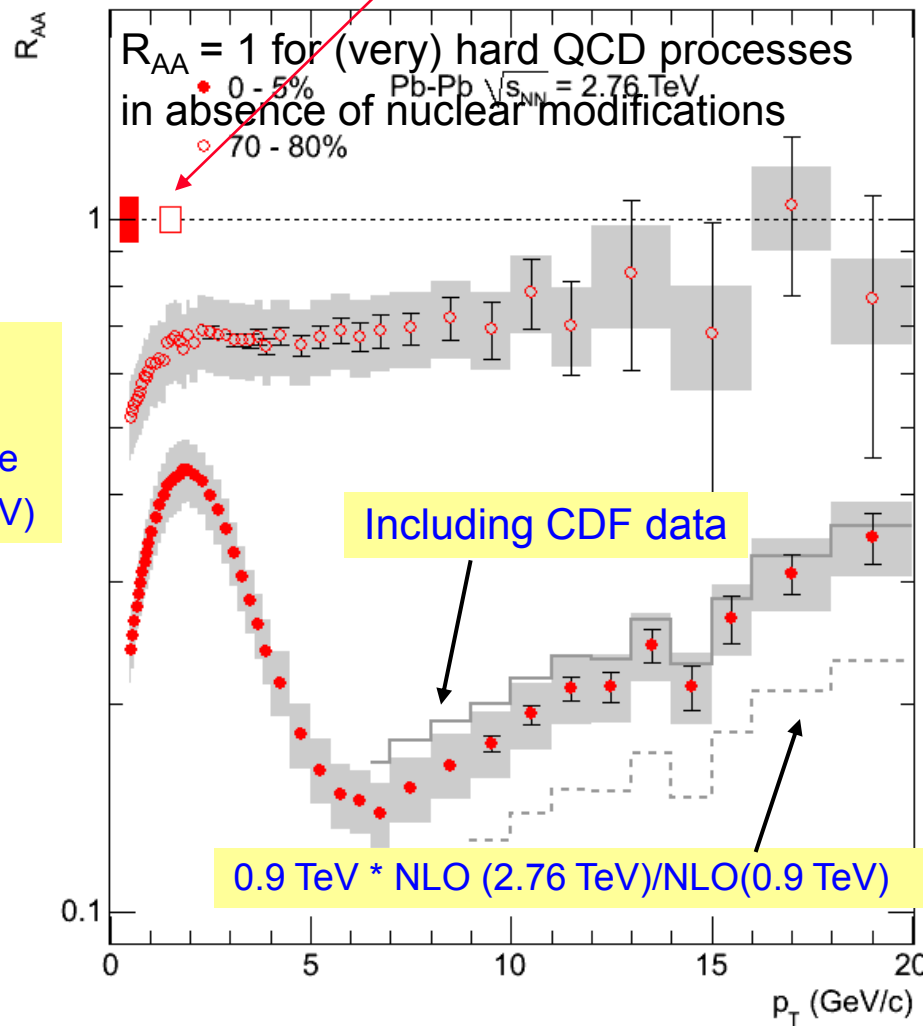 R_AA
R_AA = 1 for (very) hard QCD processes
0 - 5% Pb-Pb √s_NN = 2.76 TeV
in absence of nuclear modifications
70 - 80%
1
e
V)
Including CDF data
0.9 TeV * NLO (2.76 TeV)/NLO(0.9 TeV)
0.1
0 5 10 15 20
p_T (GeV/c)